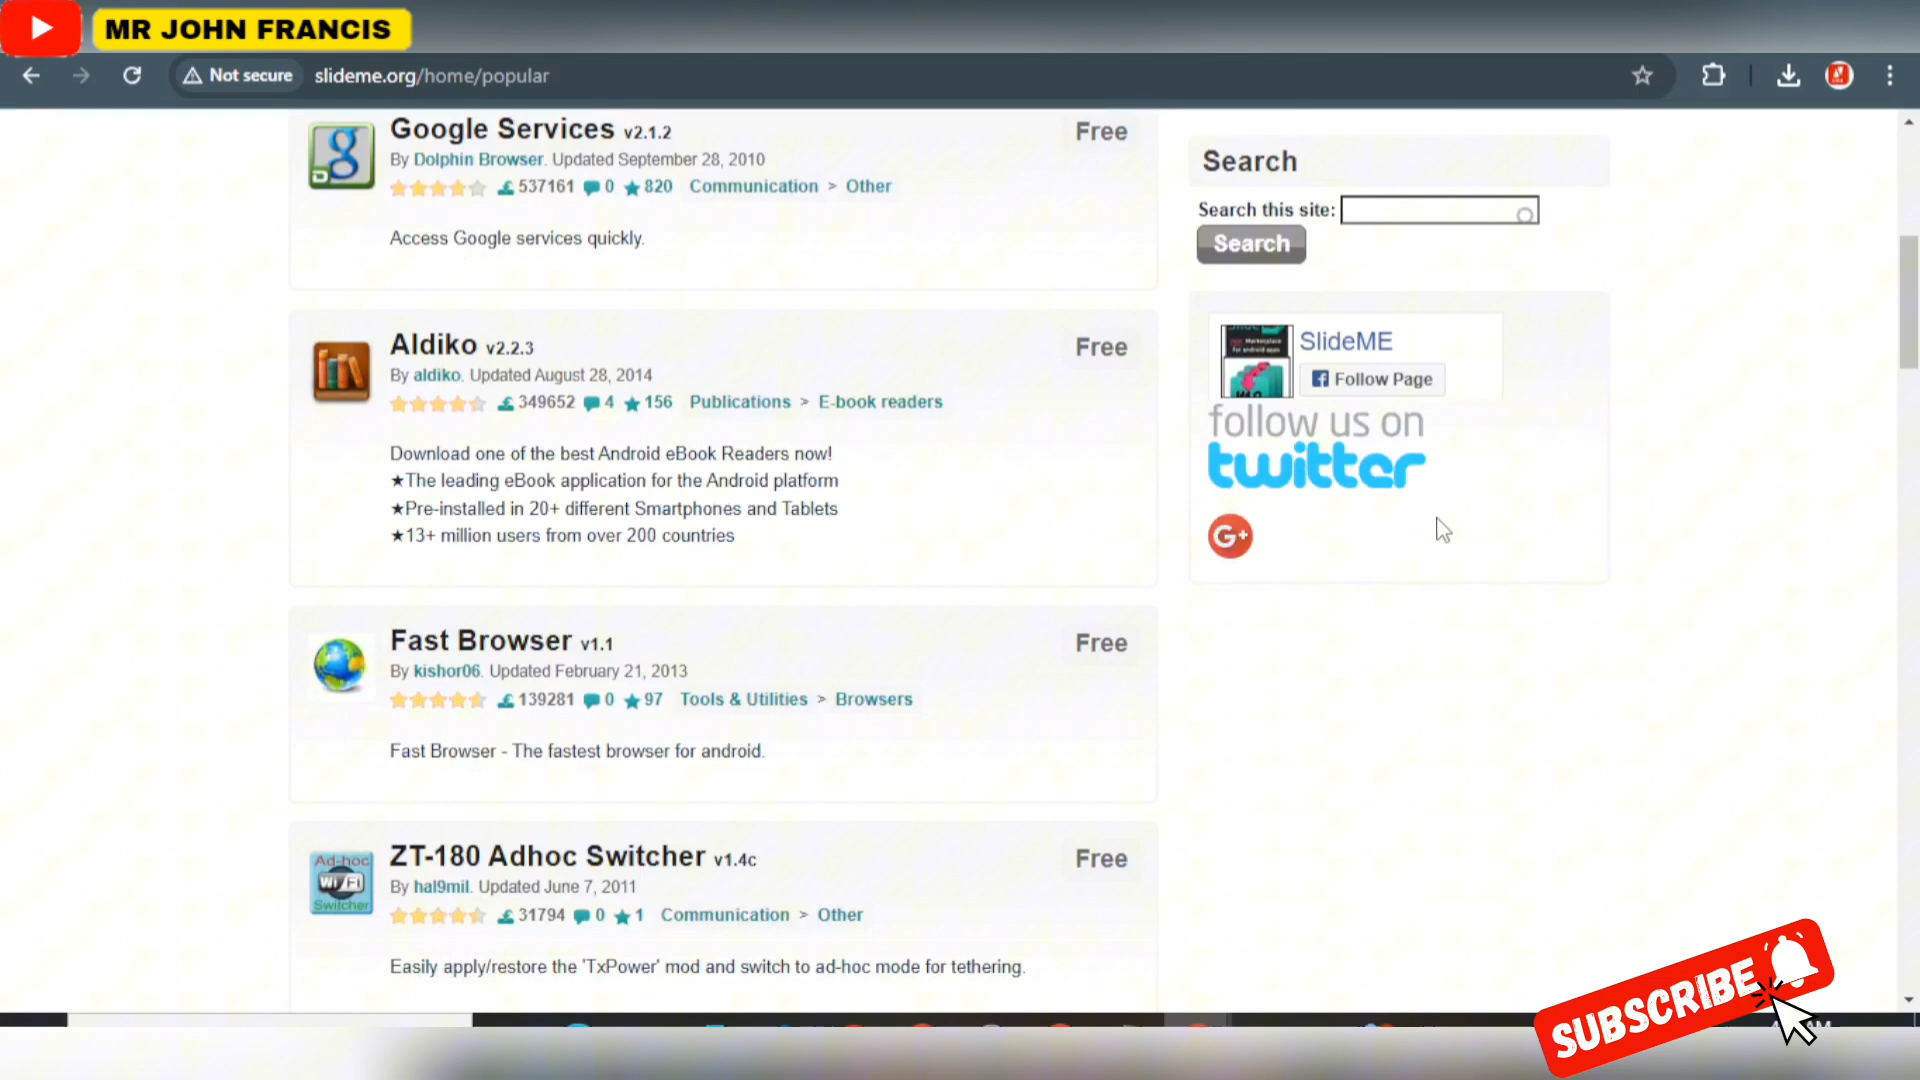 MR JOHN FRANCIS
Not secure slideme.org/home/popular
Google Services v2.1.2
Free
By Dolphin Browser. Updated September 28, 2010
537161 0 820 Communication > Other
Access Google services quickly.
Aldiko v2.2.3
Free
By aldiko. Updated August 28, 2014
349652 4 156 Publications > E-book readers
Download one of the best Android eBook Readers now!
★The leading eBook application for the Android platform
★Pre-installed in 20+ different Smartphones and Tablets
★13+ million users from over 200 countries
Fast Browser v1.1
Free
By kishor06. Updated February 21, 2013
139281 0 97 Tools & Utilities > Browsers
Fast Browser - The fastest browser for android.
Ad-hoc
Wi Fi
Switcher
ZT-180 Adhoc Switcher v1.4c
Free
By hal9mil. Updated June 7, 2011
31794 0 1 Communication > Other
Easily apply/restore the 'TxPower' mod and switch to ad-hoc mode for tethering.
Search
Search this site:
Search
SlideME
Follow Page
follow us on
twitter
G+
SUBSCRIBE